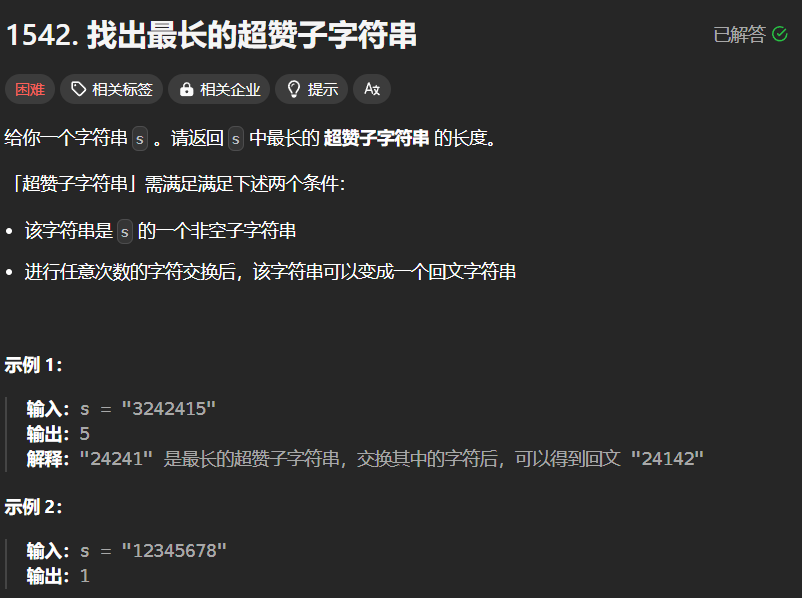 1542. 找出最长的超赞子字符串
已解答
困难 相关标签 相关企业 提示 Ax
给你一个字符串 s 。请返回 s 中最长的 超赞子字符串 的长度。
「超赞子字符串」需满足满足下述两个条件：
• 该字符串是 s 的一个非空子字符串
• 进行任意次数的字符交换后，该字符串可以变成一个回文字符串
示例 1：
输入：s = "3242415"
输出：5
解释："24241" 是最长的超赞子字符串，交换其中的字符后，可以得到回文 "24142"
示例 2：
输入：s = "12345678"
输出：1